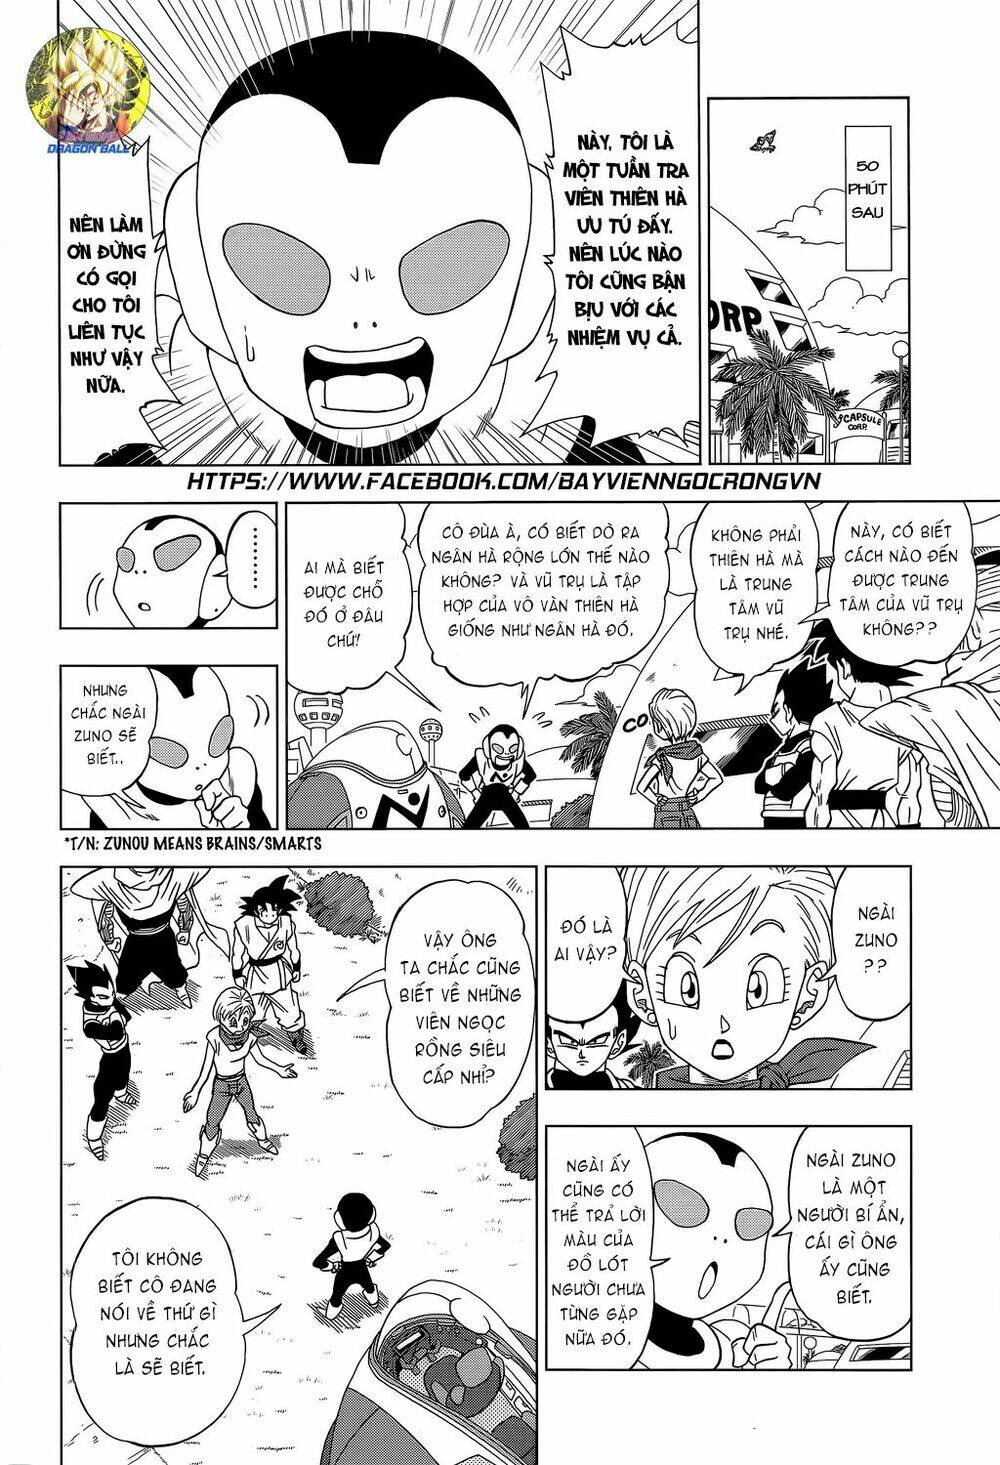 50
PHÚT
SAU
ORP
CAPSULE
CORP.
NÀY, TÔI LÀ
MỘT TUẦN TRA
VIÊN THIÊN HÀ
ƯU TÚ ĐẤY.
NÊN LÚC NÀO
TÔI CŨNG BẬN
BỊU VỚI CÁC
NHIỆM VỤ CẢ.
NÊN LÀM
ƠN ĐỪNG
CÓ GỌI
CHO TÔI
LIÊN TỤC
NHƯ VẬY
NỮA.
DRAGON BALL
HTTPS://WWW.FACEBOOK.COM/BAYVIENNGOCRONGVN
NÀY, CÓ BIẾT
CÁCH NÀO ĐẾN
ĐƯỢC TRUNG
TÂM CỦA VŨ TRỤ
KHÔNG??
KHÔNG PHẢI
THIÊN HÀ MÀ
LÀ TRUNG
TÂM VŨ
TRỤ NHÉ.
CÔ ĐÙA À, CÓ BIẾT DÒ RA
NGÂN HÀ RỘNG LỚN THẾ NÀO
KHÔNG? VÀ VŨ TRỤ LÀ TẬP
HỢP CỦA VÔ VÀN THIÊN HÀ
GIỐNG NHƯ NGÂN HÀ ĐÓ.
AI MÀ BIẾT
ĐƯỢC CHỖ
ĐÓ Ở ĐÂU
CHỨ!
CO
.......
NHƯNG
CHẮC NGÀI
ZUNO SẼ
BIẾT..
*T/N: ZUNOU MEANS BRAINS/SMARTS
NGÀI
ZUNO
??
ĐÓ LÀ
AI VẬY?
NGÀI ZUNO
LÀ MỘT
NGƯỜI BÍ ẨN,
CÁI GÌ ÔNG
ẤY CŨNG
BIẾT.
NGÀI ẤY
CŨNG CÓ
THỂ TRẢ LỜI
MÀU CỦA
ĐỒ LÓT
NGƯỜI CHƯA
TỪNG GẶP
NỮA ĐÓ.
VẬY ÔNG
TA CHẮC CŨNG
BIẾT VỀ NHỮNG
VIÊN NGỌC
RỒNG SIÊU
CẤP NHỈ?
TÔI KHÔNG
BIẾT CÔ ĐANG
NÓI VỀ THỨ GÌ
NHƯNG CHẮC
LÀ SẼ BIẾT.